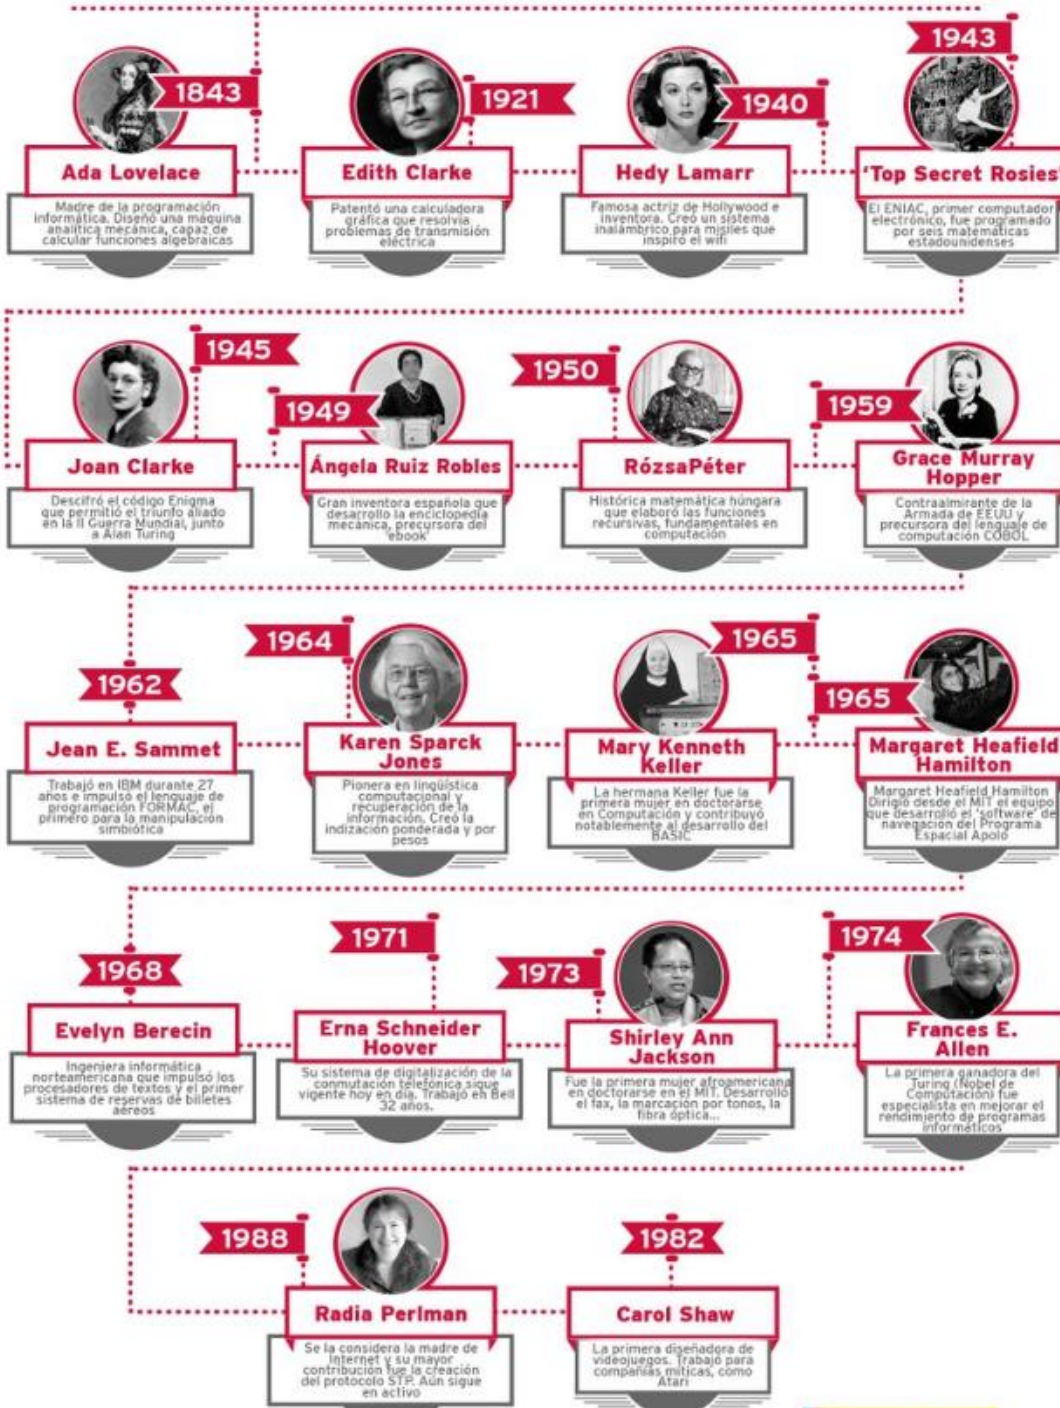 1843
Ada Lovelace
Madre de la programación
informática. Diseñó una máquina
analítica mecánica, capaz de
calcular funciones algebraicas
1921
Edith Clarke
Patentó una calculadora
gráfica que resolvía
problemas de transmisión
eléctrica
1940
Hedy Lamarr
Famosa actriz de Hollywood e
inventora. Creó un sistema
inalámbrico para misiles que
inspiró el wifi
1943
'Top Secret Rosies'
El ENIAC, primer computador
electrónico, fue programado
por seis matemáticas
estadounidenses
1945
Joan Clarke
Descifró el código Enigma
que permitió el triunfo aliado
en la II Guerra Mundial, junto
a Alan Turing
1949
Ángela Ruiz Robles
Gran inventora española que
desarrollo la enciclopedia
mecánica, precursora del
'ebook'
1950
RózsaPéter
Histórica matemática húngara
que elaboró las funciones
recursivas, fundamentales en
computación
1959
Grace Murray
Hopper
Contraalmirante de la
Armada de EEUU y
precursora del lenguaje de
computación COBOL
1962
Jean E. Sammet
Trabajó en IBM durante 27
años e impulsó el lenguaje de
programación FORMAC, el
primero para la manipulación
simbiótica
1964
Karen Sparck
Jones
Pionera en lingüística
computacional y
recuperación de la
información. Creó la
indización ponderada y por
pesos
1965
Mary Kenneth
Keller
La hermana Keller fue la
primera mujer en doctorarse
en Computación y contribuyó
notablemente al desarrollo del
BASIC
1965
Margaret Heafield
Hamilton
Margaret Heafield Hamilton
Dirigió desde el MIT el equipo
que desarrolló el 'software' de
navegación del Programa
Espacial Apolo
1968
Evelyn Berecin
Ingeniera informática
norteamericana que impulsó los
procesadores de textos y el primer
sistema de reservas de billetes
aéreos
1971
Erna Schneider
Hoover
Su sistema de digitalización de la
conmutación telefónica sigue
vigente hoy en día. Trabajó en Bell
32 años.
1973
Shirley Ann
Jackson
Fue la primera mujer afroamericana
en doctorarse en el MIT. Desarrolló
el fax, la marcación por tonos, la
fibra óptica...
1974
Frances E.
Allen
La primera ganadora del
Turing (Nobel de
Computación) fue
especialista en mejorar el
rendimiento de programas
informáticos
1988
Radia Perlman
Se la considera la madre de
Internet y su mayor
contribución fue la creación
del protocolo STP. Aún sigue
en activo
1982
Carol Shaw
La primera diseñadora de
videojuegos. Trabajó para
compañías míticas, como
Atari